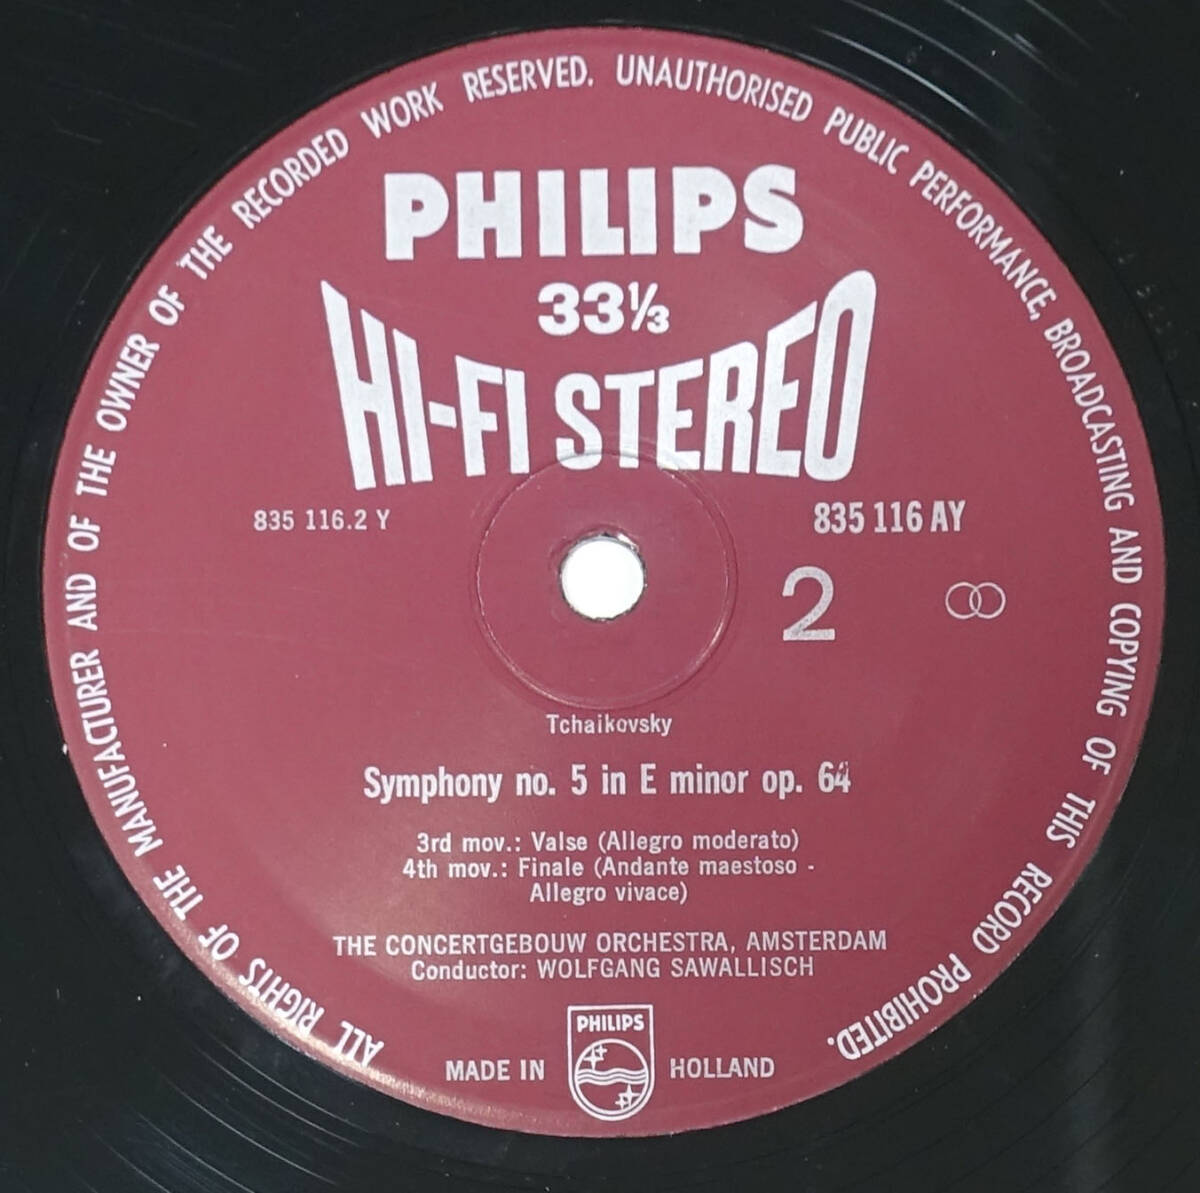 ALL RIGHTS OF THE MANUFACTURER AND OF THE OWNER OF THE RECORDED WORK RESERVED. UNAUTHORISED PUBLIC PERFORMANCE, BROADCASTING AND COPYING OF THIS RECORD PROHIBITED.
PHILIPS
33⅓
HI-FI STEREO
835 116.2 Y
835 116 AY
2
Tchaikovsky
Symphony no. 5 in E minor op. 64
3rd mov.: Valse (Allegro moderato)
4th mov.: Finale (Andante maestoso -
Allegro vivace)
THE CONCERTGEBOUW ORCHESTRA, AMSTERDAM
Conductor: WOLFGANG SAWALLISCH
PHILIPS
MADE IN HOLLAND